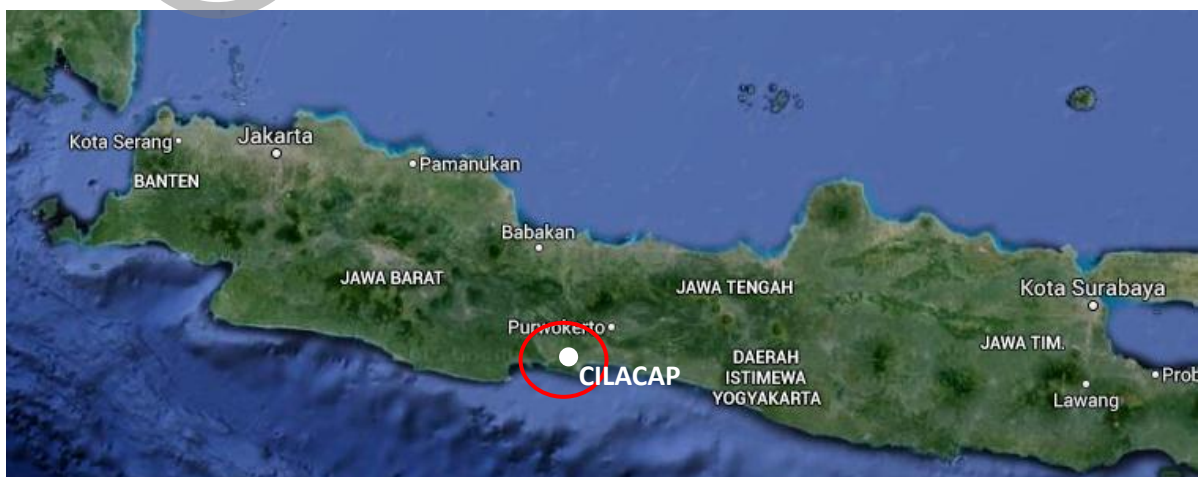 Kota Serang
Jakarta
Pamanukan
BANTEN
Babakan
JAWA BARAT
JAWA TENGAH
Kota Surabaya
Purwokerto
JAWA TIM.
DAERAH
ISTIMEWA
YOGYAKARTA
CILACAP
Prob
Lawang